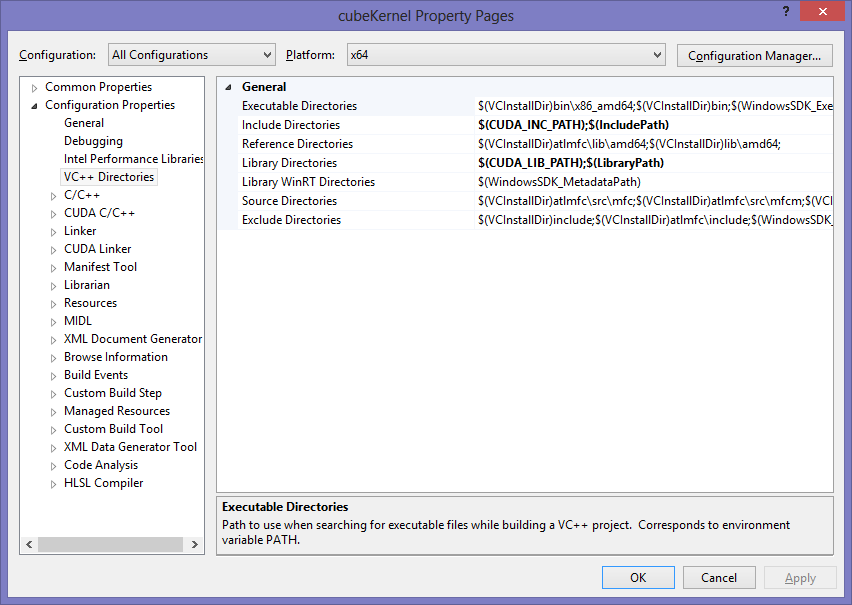 cubeKernel Property Pages
?
Configuration: All Configurations Platform: x64 Configuration Manager...
Common Properties
Configuration Properties
General
Debugging
Intel Performance Libraries
VC++ Directories
C/C++
CUDA C/C++
Linker
CUDA Linker
Manifest Tool
Librarian
Resources
MIDL
XML Document Generator
Browse Information
Build Events
Custom Build Step
Managed Resources
Custom Build Tool
XML Data Generator Tool
Code Analysis
HLSL Compiler
General
Executable Directories $(VCInstallDir)bin\x86_amd64;$(VCInstallDir)bin;$(WindowsSDK_Exe
Include Directories $(CUDA_INC_PATH);$(IncludePath)
Reference Directories $(VCInstallDir)atlmfc\lib\amd64;$(VCInstallDir)lib\amd64;
Library Directories $(CUDA_LIB_PATH);$(LibraryPath)
Library WinRT Directories $(WindowsSDK_MetadataPath)
Source Directories $(VCInstallDir)atlmfc\src\mfc;$(VCInstallDir)atlmfc\src\mfcm;$(VCI
Exclude Directories $(VCInstallDir)include;$(VCInstallDir)atlmfc\include;$(WindowsSDK_
Executable Directories
Path to use when searching for executable files while building a VC++ project. Corresponds to environment
variable PATH.
OK Cancel Apply